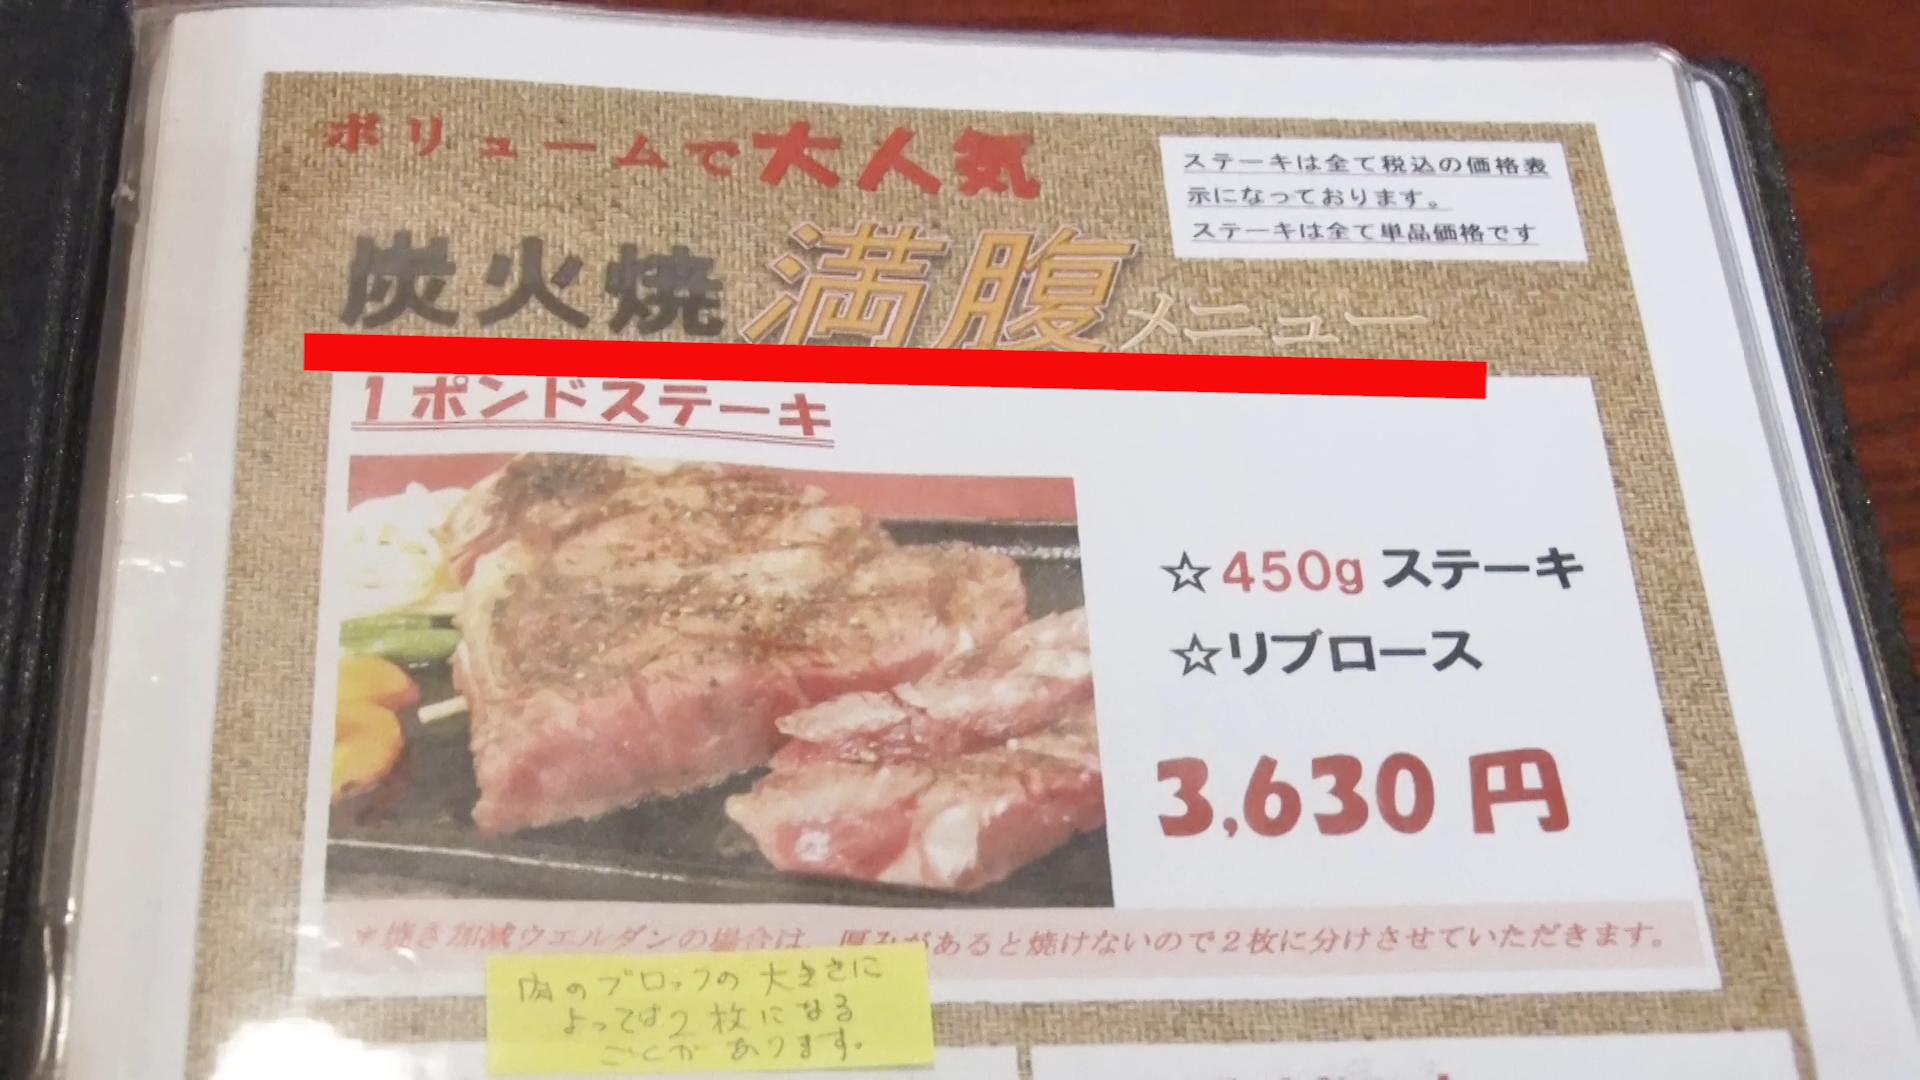 ボリュームで大人気
炭火焼満腹メニュー
ステーキは全て税込の価格表
示になっております。
ステーキは全て単品価格です
1ポンドステーキ
☆450gステーキ
☆リブロース
3,630円
*焼き加減ウエルダンの場合は、厚みがあると焼けないので2枚に分けさせていただきます。
肉のブロックの大きさに
よっては2枚になる
ことがあります。